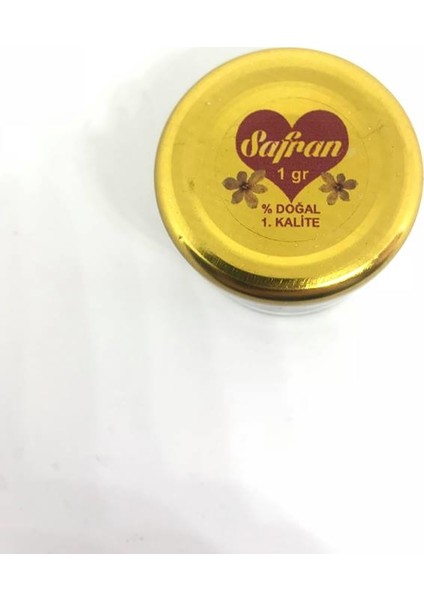 Safran
1 gr
% DOĞAL
1. KALİTE